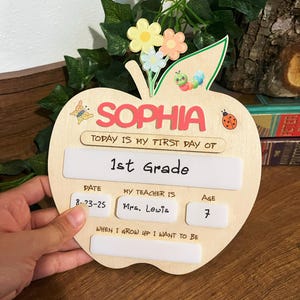 SOPHIA
TODAY IS MY FIRST DAY OF
1st Grade
DATE MY TEACHER IS AGE
8-23-25 Mrs. Lewis 7
WHEN I GROW UP I WANT TO BE